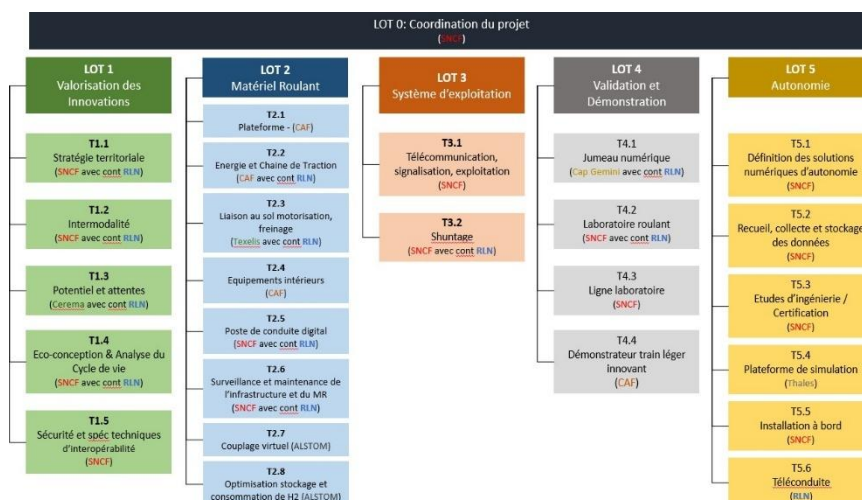 LOT 0: Coordination du projet
(SNCF)
LOT 1
Valorisation des
Innovations
T1.1
Stratégie territoriale
(SNCF avec cont RLN)
T1.2
Intermodalité
(SNCF avec cont RLN)
T1.3
Potentiel et attentes
(Cerema avec cont RLN)
T1.4
Eco-conception & Analyse du
Cycle de vie
(SNCF avec cont RLN)
T1.5
Sécurité et spéc techniques
d'interopérabilité
(SNCF)
LOT 2
Matériel Roulant
T2.1
Plateforme - (CAF)
T2.2
Energie et Chaine de Traction
(CAF avec cont RLN)
T2.3
Liaison au sol motorisation,
freinage
(Texelis avec cont RLN)
T2.4
Equipements intérieurs
(CAF)
T2.5
Poste de conduite digital
(SNCF avec cont RLN)
T2.6
Surveillance et maintenance de
l'infrastructure et du MR
(SNCF avec cont RLN)
T2.7
Couplage virtuel (ALSTOM)
T2.8
Optimisation stockage et
consommation de H2 (ALSTOM)
LOT 3
Système d'exploitation
T3.1
Télécommunication,
signalisation, exploitation
(SNCF)
T3.2
Shuntage
(SNCF avec cont RLN)
LOT 4
Validation et
Démonstration
T4.1
Jumeau numérique
(Cap Gemini avec cont RLN)
T4.2
Laboratoire roulant
(SNCF avec cont RLN)
T4.3
Ligne laboratoire
(SNCF)
T4.4
Démonstrateur train léger
innovant
(CAF)
LOT 5
Autonomie
T5.1
Définition des solutions
numériques d'autonomie
(SNCF)
T5.2
Recueil, collecte et stockage
des données
(SNCF)
T5.3
Etudes d'ingénierie /
Certification
(SNCF)
T5.4
Plateforme de simulation
(Thales)
T5.5
Installation à bord
(SNCF)
T5.6
Téléconduite
(RLN)